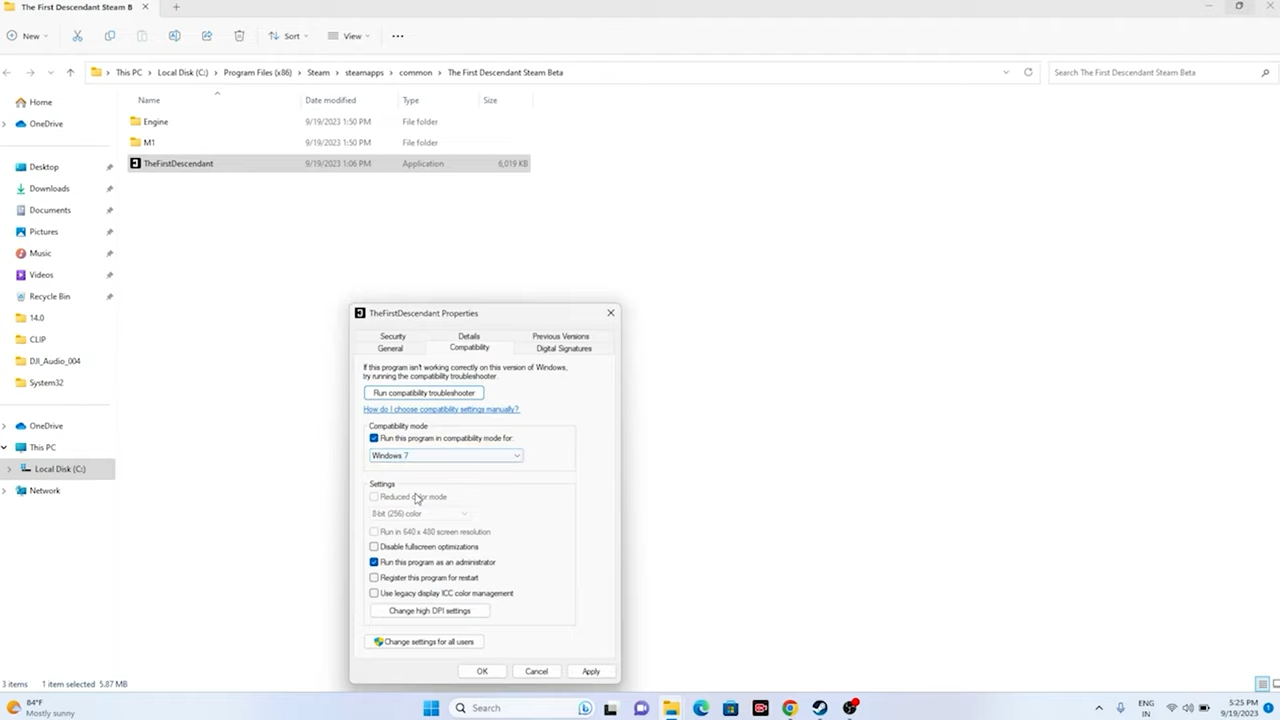 The First Descendant Steam B
New
Sort
View
This PC > Local Disk (C:) > Program Files (x86) > Steam > steamapps > common > The First Descendant Steam Beta
Search The First Descendant Steam Beta
Name Date modified Type Size
Engine 9/19/2023 1:50 PM File folder
M1 9/19/2023 1:50 PM File folder
TheFirstDescendant 9/19/2023 1:06 PM Application 6,019 KB
Home
OneDrive
Desktop
Downloads
Documents
Pictures
Music
Videos
Recycle Bin
14.0
CLIP
DJI_Audio_004
System32
OneDrive
This PC
Local Disk (C:)
Network
TheFirstDescendant Properties
Security Details Previous Versions
General Compatibility Digital Signatures
If this program isn't working correctly on this version of Windows,
try running the compatibility troubleshooter.
Run compatibility troubleshooter
How do I choose compatibility settings manually?
Compatibility mode
Run this program in compatibility mode for:
Windows 7
Settings
Reduced color mode
8-bit (256) color
Run in 640 x 480 screen resolution
Disable fullscreen optimizations
Run this program as an administrator
Register this program for restart
Use legacy display ICC color management
Change high DPI settings
Change settings for all users
OK Cancel Apply
3 items 1 item selected 5.87 MB
84°F
Mostly sunny
Search
ENG
IN
5:25 PM
9/19/2023